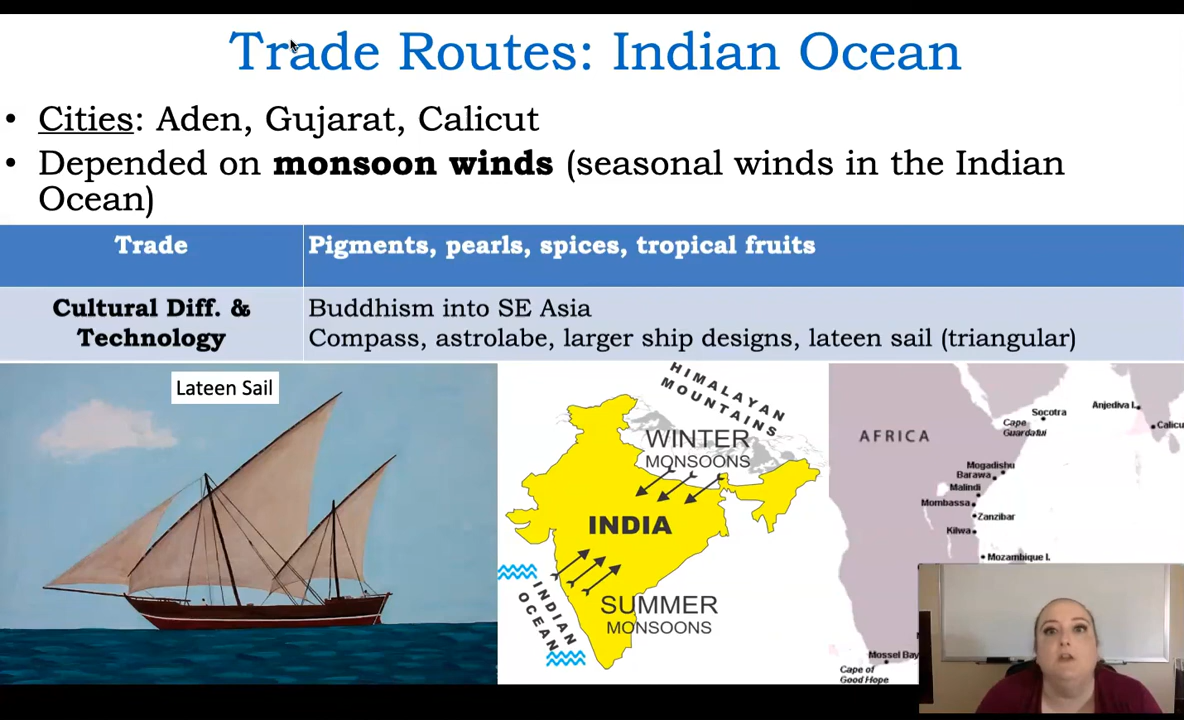 Trade Routes: Indian Ocean
• Cities: Aden, Gujarat, Calicut
• Depended on monsoon winds (seasonal winds in the Indian
Ocean)
Trade
Pigments, pearls, spices, tropical fruits
Cultural Diff. &
Technology
Buddhism into SE Asia
Compass, astrolabe, larger ship designs, lateen sail (triangular)
Lateen Sail
HIMALAYAN
MOUNTAINS
WINTER
MONSOONS
INDIA
SUMMER
MONSOONS
INDIAN
OCEAN
AFRICA
Socotra
Cape
Guardafui
Anjediva I.
Calicu
Mogadishu
Barawa
Malindi
Mombassa
Zanzibar
Kilwa
Mozambique I.
Mossel Bay
Cape of
Good Hope